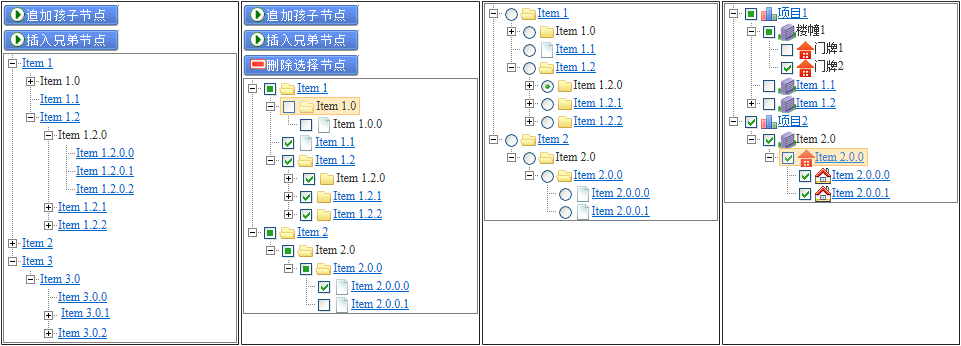 追加孩子节点
插入兄弟节点
Item 1
Item 1.0
Item 1.1
Item 1.2
Item 1.2.0
Item 1.2.0.0
Item 1.2.0.1
Item 1.2.0.2
Item 1.2.1
Item 1.2.2
Item 2
Item 3
Item 3.0
Item 3.0.0
Item 3.0.1
Item 3.0.2
追加孩子节点
插入兄弟节点
删除选择节点
Item 1
Item 1.0
Item 1.0.0
Item 1.1
Item 1.2
Item 1.2.0
Item 1.2.1
Item 1.2.2
Item 2
Item 2.0
Item 2.0.0
Item 2.0.0.0
Item 2.0.0.1
Item 1
Item 1.0
Item 1.1
Item 1.2
Item 1.2.0
Item 1.2.1
Item 1.2.2
Item 2
Item 2.0
Item 2.0.0
Item 2.0.0.0
Item 2.0.0.1
项目1
楼幢1
门牌1
门牌2
Item 1.1
Item 1.2
项目2
Item 2.0
Item 2.0.0
Item 2.0.0.0
Item 2.0.0.1